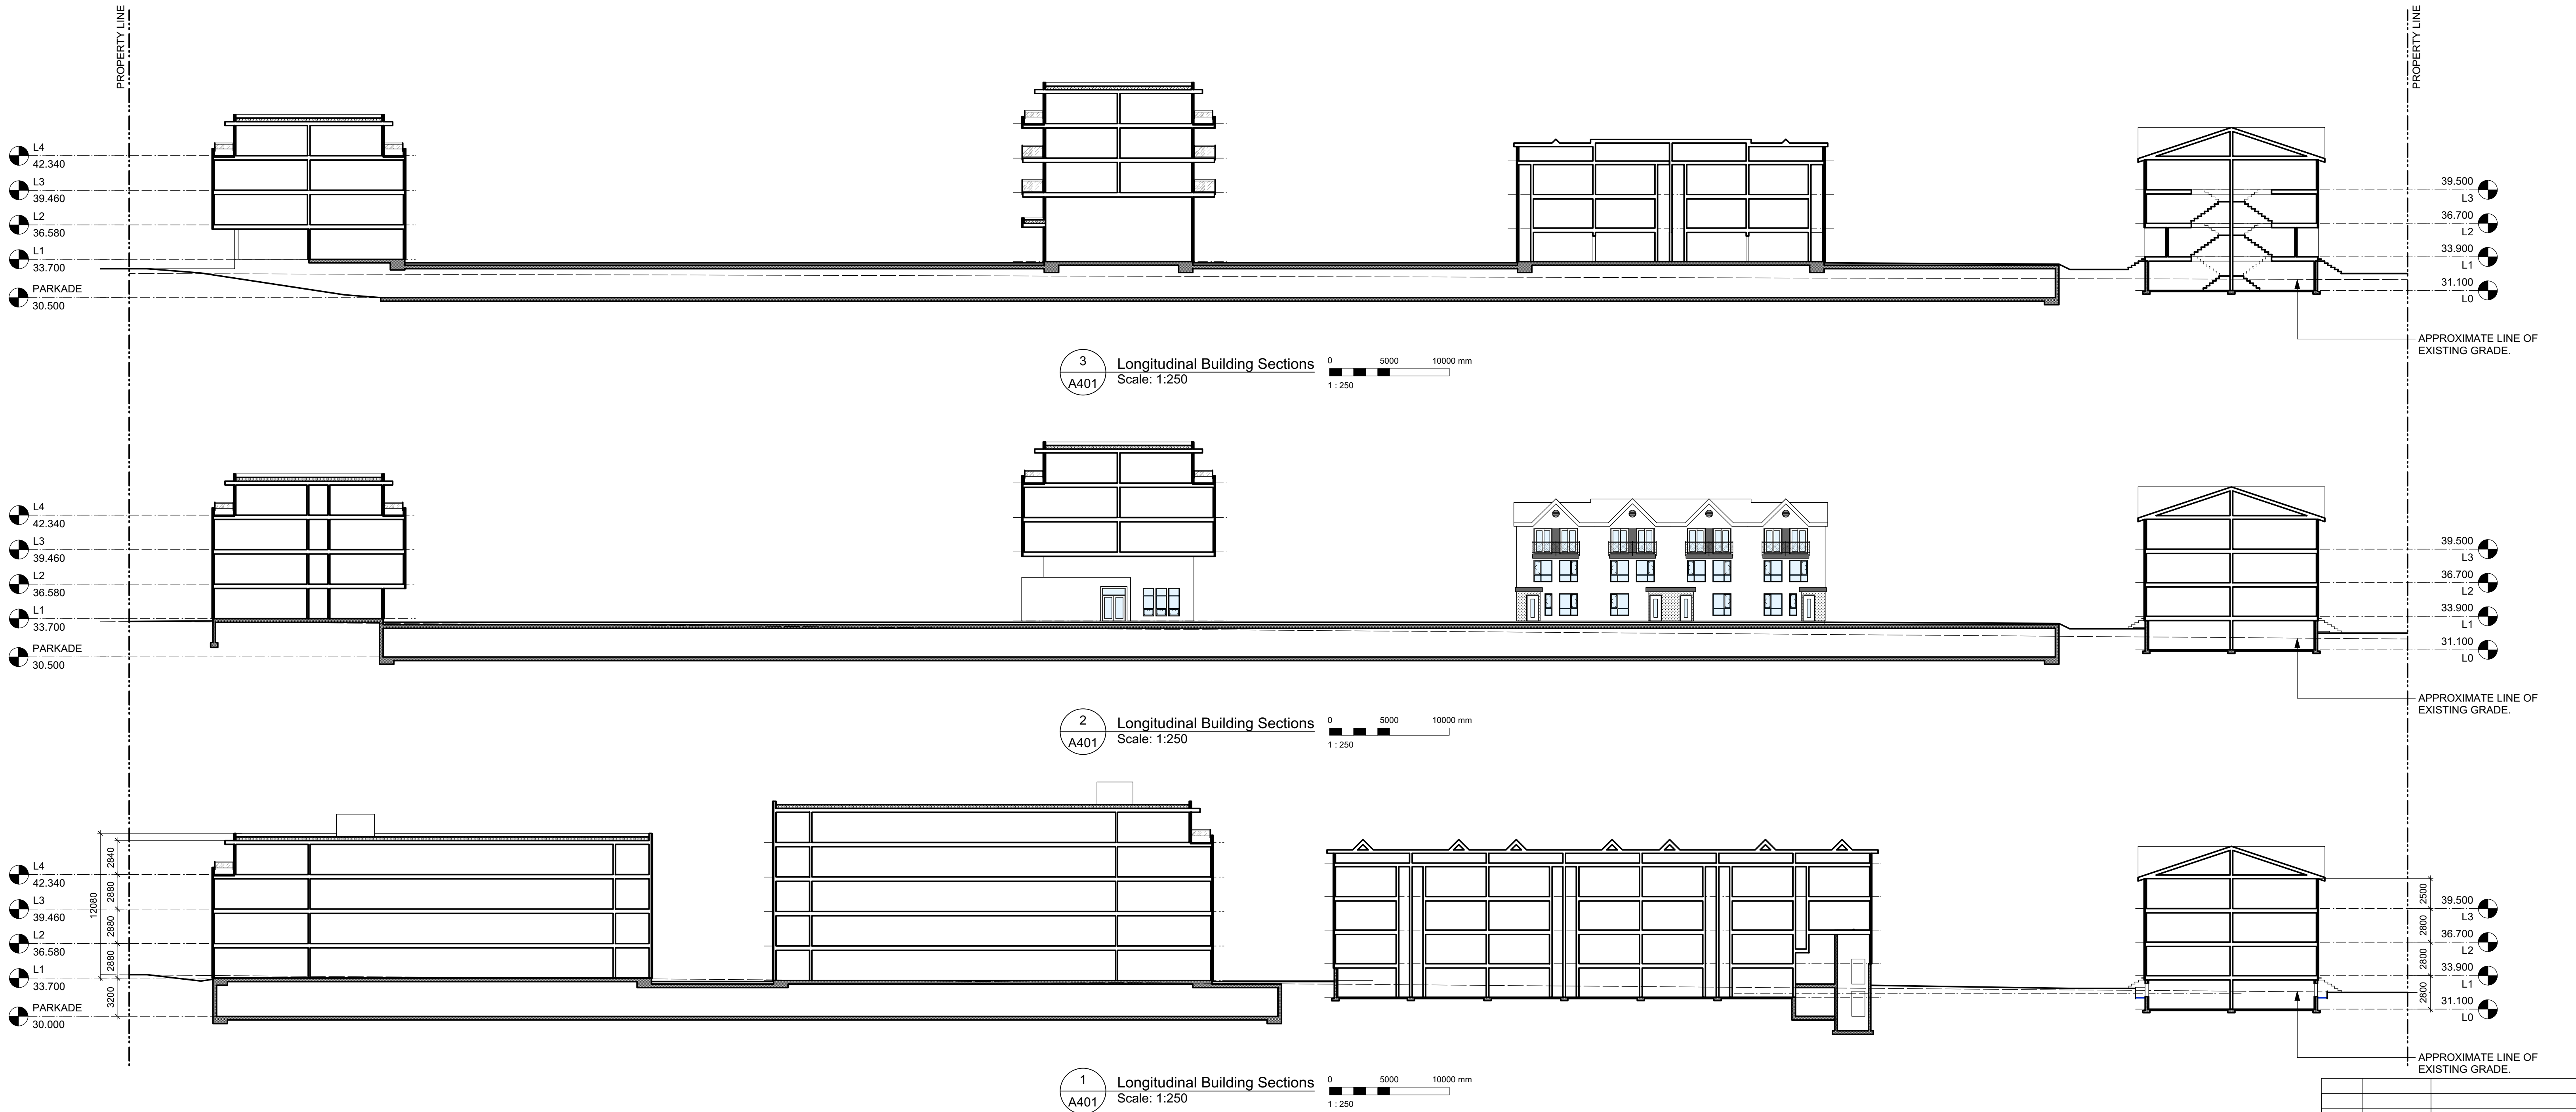 PROPERTY LINE
PROPERTY LINE
L4
42.340
L3
39.460
L2
36.580
L1
33.700
PARKADE
30.500
39.500
L3
36.700
L2
33.900
L1
31.100
L0
APPROXIMATE LINE OF
EXISTING GRADE.
3
A401
Longitudinal Building Sections
Scale: 1:250
0 5000 10000 mm
1 : 250
L4
42.340
L3
39.460
L2
36.580
L1
33.700
PARKADE
30.500
39.500
L3
36.700
L2
33.900
L1
31.100
L0
APPROXIMATE LINE OF
EXISTING GRADE.
2
A401
Longitudinal Building Sections
Scale: 1:250
0 5000 10000 mm
1 : 250
L4
42.340
L3
39.460
L2
36.580
L1
33.700
PARKADE
30.000
12080
2840
2880
2880
2880
3200
2500
2800
2800
2800
39.500
L3
36.700
L2
33.900
L1
31.100
L0
APPROXIMATE LINE OF
EXISTING GRADE.
1
A401
Longitudinal Building Sections
Scale: 1:250
0 5000 10000 mm
1 : 250